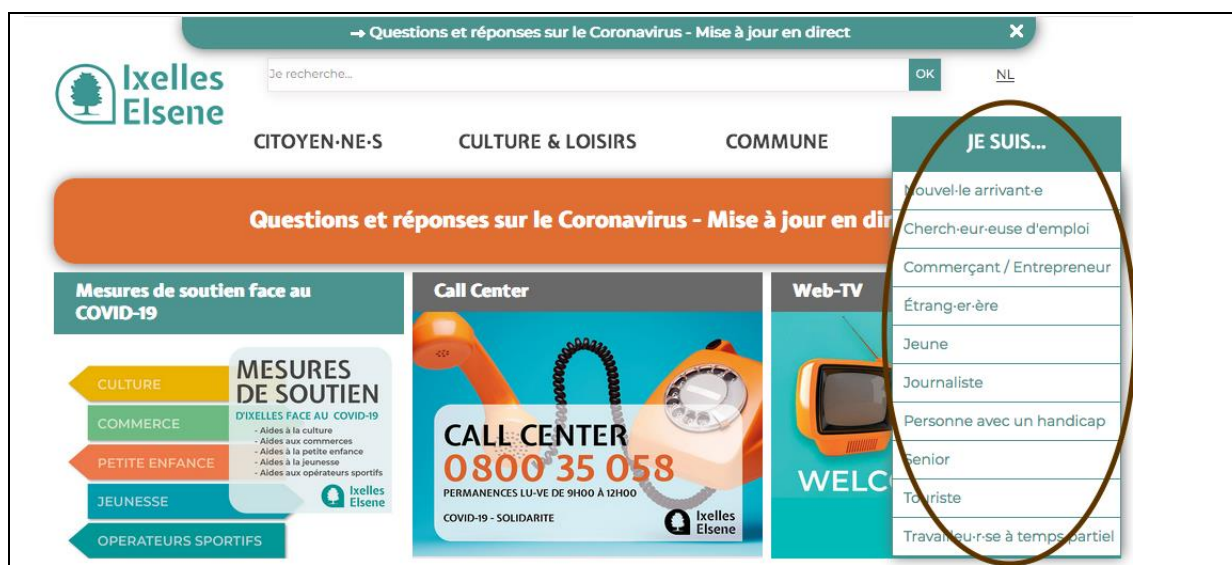 → Questions et réponses sur le Coronavirus - Mise à jour en direct
Ixelles
Elsene
Je recherche...
OK
NL
CITOYEN·NE·S
CULTURE & LOISIRS
COMMUNE
JE SUIS...
Nouvel·le arrivant·e
Cherch·eur·euse d'emploi
Commerçant / Entrepreneur
Étrang·er·ère
Jeune
Journaliste
Personne avec un handicap
Senior
Touriste
Travailleu·r·se à temps partiel
Questions et réponses sur le Coronavirus - Mise à jour en dir
Mesures de soutien face au
COVID-19
CULTURE
COMMERCE
PETITE ENFANCE
JEUNESSE
OPERATEURS SPORTIFS
MESURES
DE SOUTIEN
D'IXELLES FACE AU COVID-19
- Aides à la culture
- Aides aux commerces
- Aides à la petite enfance
- Aides à la jeunesse
- Aides aux opérateurs sportifs
Ixelles
Elsene
Call Center
CALL CENTER
0800 35 058
PERMANENCES LU-VE DE 9H00 À 12H00
COVID-19 - SOLIDARITE
Ixelles
Elsene
Web-TV
WELC